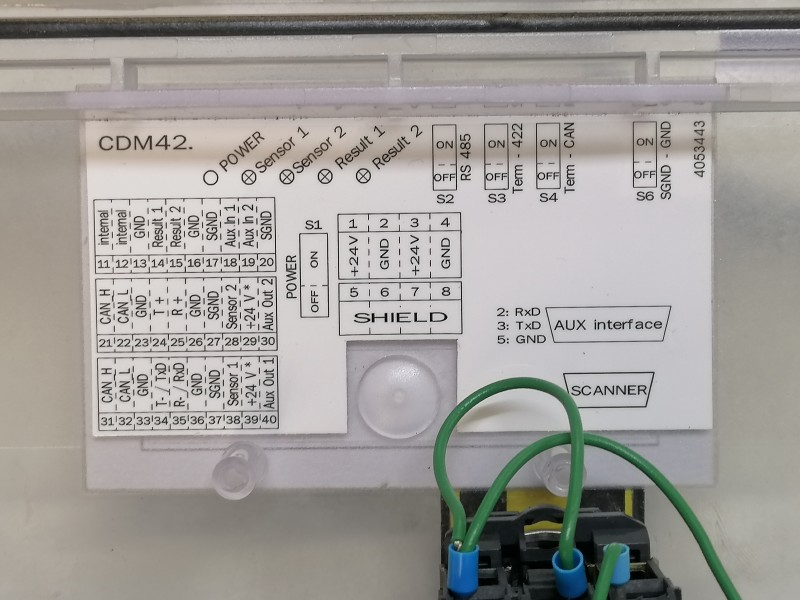 CDM42.
POWER
Sensor 1
Sensor 2
Result 1
Result 2
ON
OFF
S2
RS 485
ON
OFF
S3
Term - 422
ON
OFF
S4
Term - CAN
ON
OFF
S6
SGND - GND
4053443
internal
internal
GND
Result 1
Result 2
GND
SGND
Aux In 1
Aux In 2
SGND
11 12 13 14 15 16 17 18 19 20
CAN H
CAN L
GND
T +
R +
GND
SGND
Sensor 2
+24 V *
Aux Out 2
21 22 23 24 25 26 27 28 29 30
CAN H
CAN L
GND
T- / TxD
R- / RxD
GND
SGND
Sensor 1
+24 V *
Aux Out 1
31 32 33 34 35 36 37 38 39 40
S1
POWER
ON
OFF
1 2 3 4
+24V
GND
+24V
GND
5 6 7 8
SHIELD
2: RxD
3: TxD
5: GND
AUX interface
SCANNER